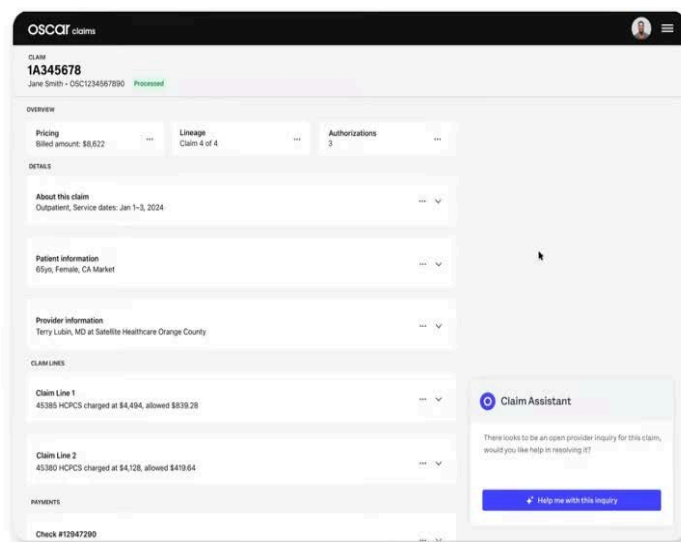 oscar claims
CLAIM
1A345678
Jane Smith • OSC1234567890 Processed
OVERVIEW
Pricing
Billed amount: $8,622
Lineage
Claim 4 of 4
Authorizations
3
DETAILS
About this claim
Outpatient, Service dates: Jan 1–3, 2024
Patient information
65yo, Female, CA Market
Provider information
Terry Lubin, MD at Satellite Healthcare Orange County
CLAIM LINES
Claim Line 1
45385 HCPCS charged at $4,494, allowed $839.28
Claim Line 2
45380 HCPCS charged at $4,128, allowed $419.64
PAYMENTS
Check #12947290
Claim Assistant
There looks to be an open provider inquiry for this claim,
would you like help in resolving it?
Help me with this inquiry